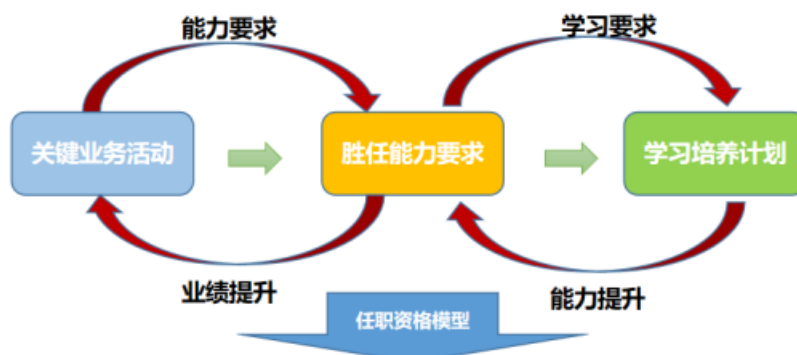 能力要求
学习要求
关键业务活动
胜任能力要求
学习培养计划
业绩提升
能力提升
任职资格模型